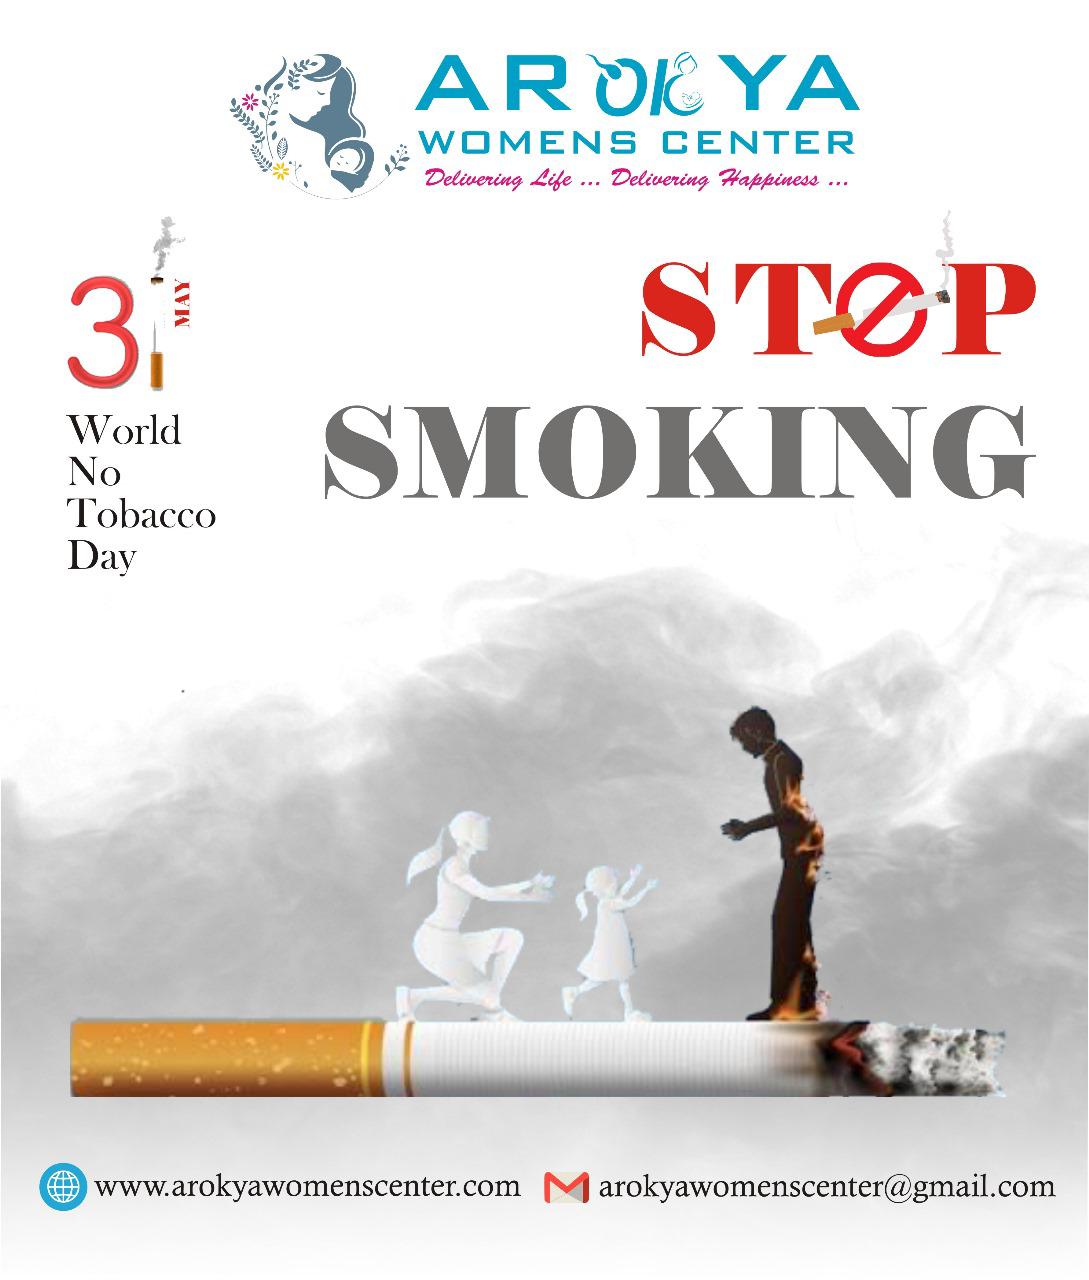 AROKYA
WOMENS CENTER
Delivering Life ... Delivering Happiness ...
31 MAY
World
No
Tobacco
Day
STOP
SMOKING
www.arokyawomenscenter.com
arokyawomenscenter@gmail.com